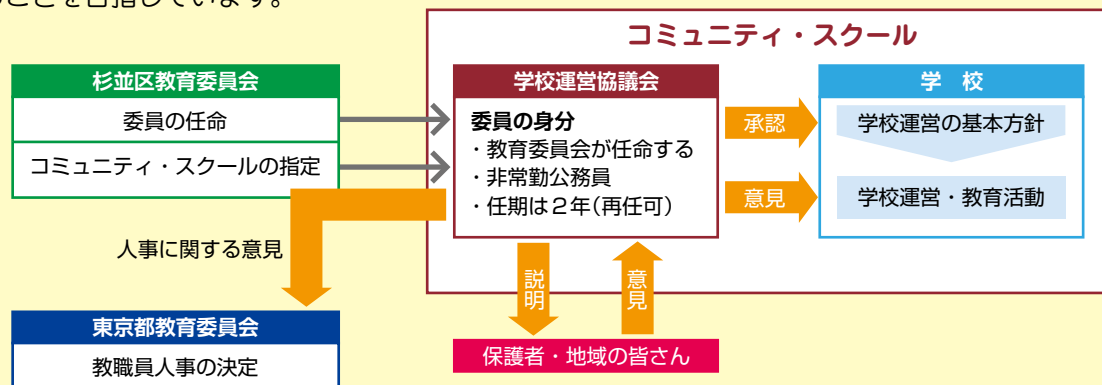 ことを目指しています。
コミュニティ・スクール
杉並区教育委員会
委員の任命
コミュニティ・スクールの指定
学校運営協議会
委員の身分
・教育委員会が任命する
・非常勤公務員
・任期は2年(再任可)
承認
意見
学 校
学校運営の基本方針
学校運営・教育活動
人事に関する意見
説明
意見
東京都教育委員会
教職員人事の決定
保護者・地域の皆さん